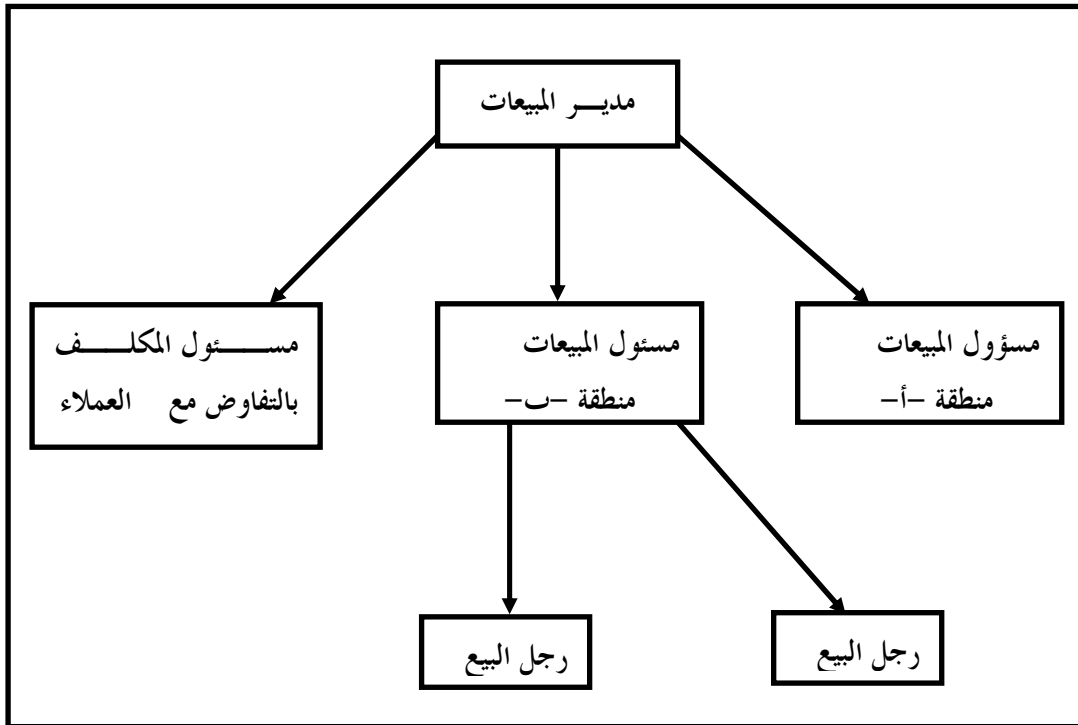 مديـــر المبيعات
مسؤول المبيعات
منطقة –أ–
مسئول المبيعات
منطقة –ب–
مســـئول المكلـــف
بالتفاوض مع العملاء
رجل البيع
رجل البيع